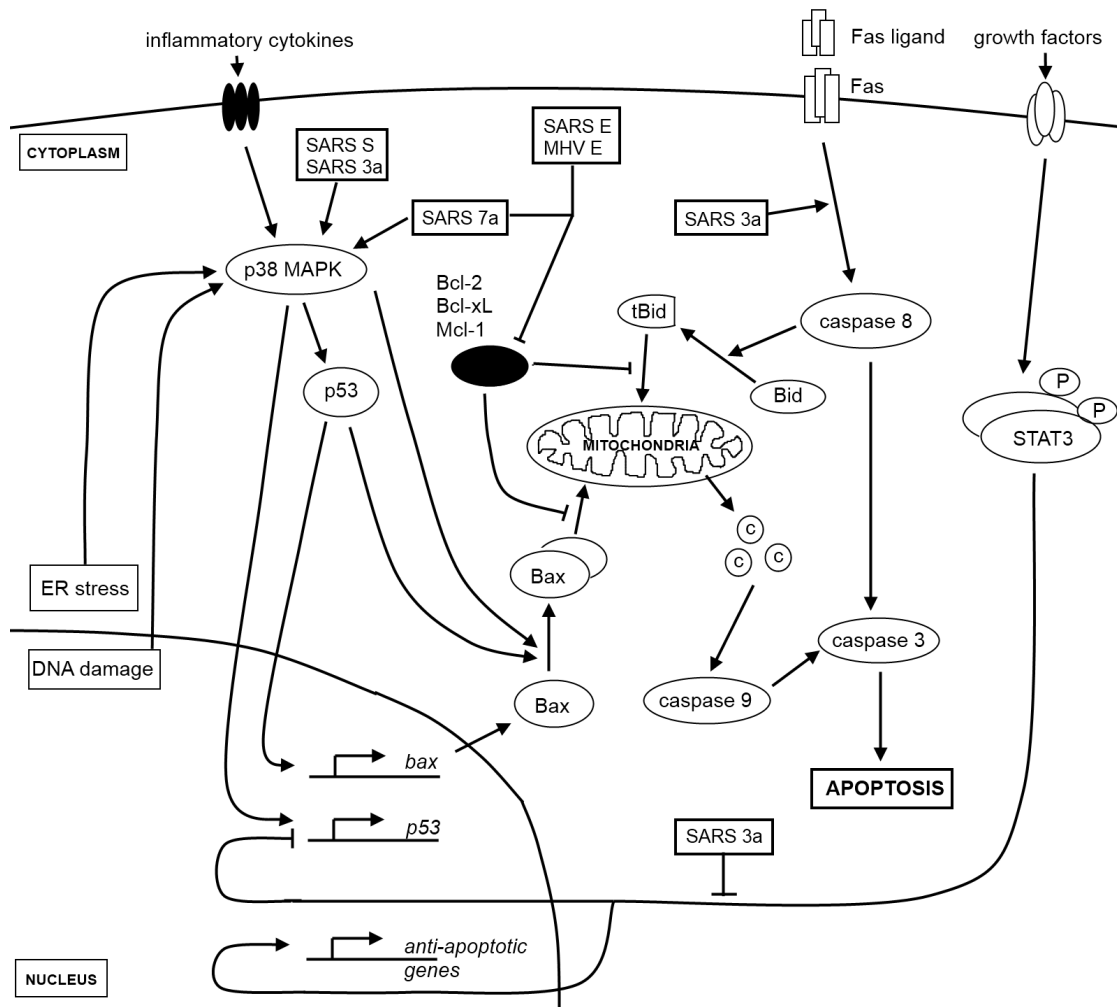 inflammatory cytokines
Fas ligand
growth factors
Fas
CYTOPLASM
SARS S
SARS 3a
SARS E
MHV E
SARS 7a
SARS 3a
p38 MAPK
Bcl-2
Bcl-xL
Mcl-1
tBid
caspase 8
Bid
p53
P
P
STAT3
MITOCHONDRIA
c
c
c
Bax
ER stress
DNA damage
caspase 3
caspase 9
Bax
bax
APOPTOSIS
p53
SARS 3a
anti-apoptotic
genes
NUCLEUS